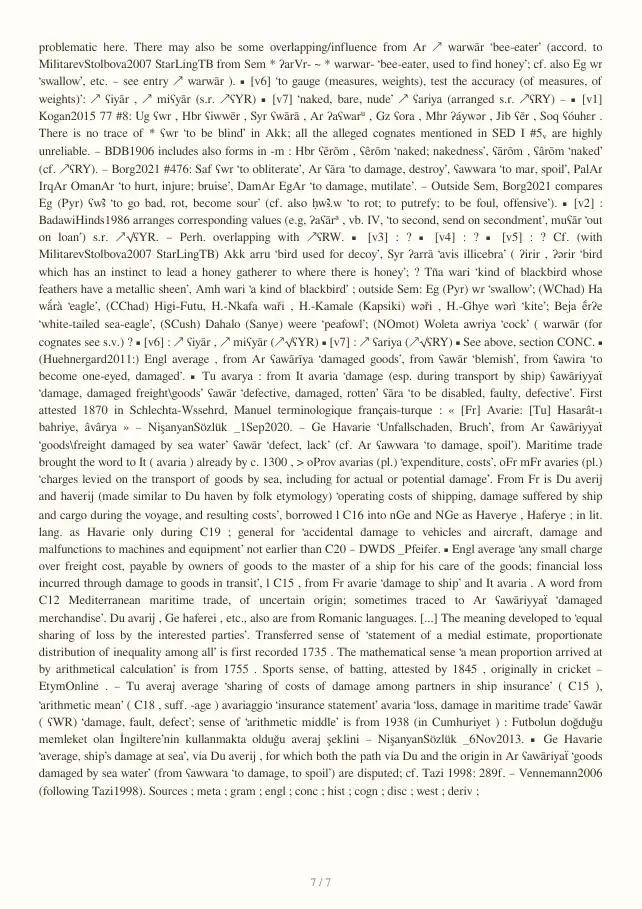 problematic here. There may also be some overlapping/influence from Ar ↗ warwār ‘bee-eater’ (accord. to
MilitarevStolbova2007 StarLingTB from Sem * ʔarVr- ~ * warwar- ‘bee-eater, used to find honey’; cf. also Eg wr
‘swallow’, etc. – see entry ↗ warwār ). ▪ [v6] ‘to gauge (measures, weights), test the accuracy (of measures, of
weights)’: ↗ ʕiyār , ↗ miʕyār (s.r. ↗ʕYR) ▪ [v7] ‘naked, bare, nude’ ↗ ʕariya (arranged s.r. ↗ʕRY) – ▪ [v1]
Kogan2015 77 #8: Ug ʕwr , Hbr ʕiwwēr , Syr ʕwārā , Ar ʔaʕwarᵘ , Gz ʕora , Mhr ʔáywər , Jib ʕēr , Soq ʕóuhɛr .
There is no trace of * ʕwr ‘to be blind’ in Akk; all the alleged cognates mentioned in SED I #5ᵥ are highly
unreliable. – BDB1906 includes also forms in -m : Hbr ʕērōm , ʕêrōm ‘naked; nakedness’, ʕārōm , ʕārôm ‘naked’
(cf. ↗ʕRY). – Borg2021 #476: Saf ʕwr ‘to obliterate’, Ar ʕāra ‘to damage, destroy’, ʕawwara ‘to mar, spoil’, PalAr
IrqAr OmanAr ‘to hurt, injure; bruise’, DamAr EgAr ‘to damage, mutilate’. – Outside Sem, Borg2021 compares
Eg (Pyr) ʕwꜣ ‘to go bad, rot, become sour’ (cf. also ḥwꜣ.w ‘to rot; to putrefy; to be foul, offensive’). ▪ [v2] :
BadawiHinds1986 arranges corresponding values (e.g, ʔaʕārᵃ , vb. IV, ‘to second, send on secondment’, muʕār ‘out
on loan’) s.r. ↗√ʕYR. – Perh. overlapping with ↗ʕRW. ▪ [v3] : ? ▪ [v4] : ? ▪ [v5] : ? Cf. (with
MilitarevStolbova2007 StarLingTB) Akk arru ‘bird used for decoy’, Syr ʔarrā ‘avis illicebra’ ( ʔirir , ʔərir ‘bird
which has an instinct to lead a honey gatherer to where there is honey’; ? Tña wari ‘kind of blackbird whose
feathers have a metallic sheen’, Amh wari ‘a kind of blackbird’ ; outside Sem: Eg (Pyr) wr ‘swallow’; (WChad) Ha
wā́rà ‘eagle’, (CChad) Higi-Futu, H.-Nkafa waři , H.-Kamale (Kapsiki) wəři , H.-Ghye wərì ‘kite’; Beja ḗrʔe
‘white-tailed sea-eagle’, (SCush) Dahalo (Sanye) weere ‘peafowl’; (NOmot) Woleta awriya ‘cock’ ( warwār (for
cognates see s.v.) ? ▪ [v6] : ↗ ʕiyār , ↗ miʕyār (↗√ʕYR) ▪ [v7] : ↗ ʕariya (↗√ʕRY) ▪ See above, section CONC. ▪
(Huehnergard2011:) Engl average , from Ar ʕawārīya ‘damaged goods’, from ʕawār ‘blemish’, from ʕawira ‘to
become one-eyed, damaged’. ▪ Tu avarya : from It avaria ‘damage (esp. during transport by ship) ʕawāriyyaẗ
‘damage, damaged freight\goods’ ʕawār ‘defective, damaged, rotten’ ʕāra ‘to be disabled, faulty, defective’. First
attested 1870 in Schlechta-Wssehrd, Manuel terminologique français-turque : « [Fr] Avarie: [Tu] Hasarât-ı
bahriye, âvârya » – NişanyanSözlük _1Sep2020. – Ge Havarie ‘Unfallschaden, Bruch’, from Ar ʕawāriyyaẗ
‘goods\freight damaged by sea water’ ʕawār ‘defect, lack’ (cf. Ar ʕawwara ‘to damage, spoil’). Maritime trade
brought the word to It ( avaria ) already by c. 1300 , > oProv avarias (pl.) ‘expenditure, costs’, oFr mFr avaries (pl.)
‘charges levied on the transport of goods by sea, including for actual or potential damage’. From Fr is Du averij
and haverij (made similar to Du haven by folk etymology) ‘operating costs of shipping, damage suffered by ship
and cargo during the voyage, and resulting costs’, borrowed l C16 into nGe and NGe as Haverye , Haferye ; in lit.
lang. as Havarie only during C19 ; general for ‘accidental damage to vehicles and aircraft, damage and
malfunctions to machines and equipment’ not earlier than C20 – DWDS _Pfeifer. ▪ Engl average ‘any small charge
over freight cost, payable by owners of goods to the master of a ship for his care of the goods; financial loss
incurred through damage to goods in transit’, l C15 , from Fr avarie ‘damage to ship’ and It avaria . A word from
C12 Mediterranean maritime trade, of uncertain origin; sometimes traced to Ar ʕawāriyyaẗ ‘damaged
merchandise’. Du avarij , Ge haferei , etc., also are from Romanic languages. [...] The meaning developed to ‘equal
sharing of loss by the interested parties’. Transferred sense of ‘statement of a medial estimate, proportionate
distribution of inequality among all’ is first recorded 1735 . The mathematical sense ‘a mean proportion arrived at
by arithmetical calculation’ is from 1755 . Sports sense, of batting, attested by 1845 , originally in cricket –
EtymOnline . – Tu averaj average ‘sharing of costs of damage among partners in ship insurance’ ( C15 ),
‘arithmetic mean’ ( C18 , suff. -age ) avariaggio ‘insurance statement’ avaria ‘loss, damage in maritime trade’ ʕawār
( ʕWR) ‘damage, fault, defect’; sense of ‘arithmetic middle’ is from 1938 (in Cumhuriyet ) : Futbolun doğduğu
memleket olan İngiltere’nin kullanmakta olduğu averaj şeklini – NişanyanSözlük _6Nov2013. ▪ Ge Havarie
‘average, ship’s damage at sea’, via Du averij , for which both the path via Du and the origin in Ar ʕawāriyaẗ ‘goods
damaged by sea water’ (from ʕawwara ‘to damage, to spoil’) are disputed; cf. Tazi 1998: 289f. – Vennemann2006
(following Tazi1998). Sources ; meta ; gram ; engl ; conc ; hist ; cogn ; disc ; west ; deriv ;
7 / 7